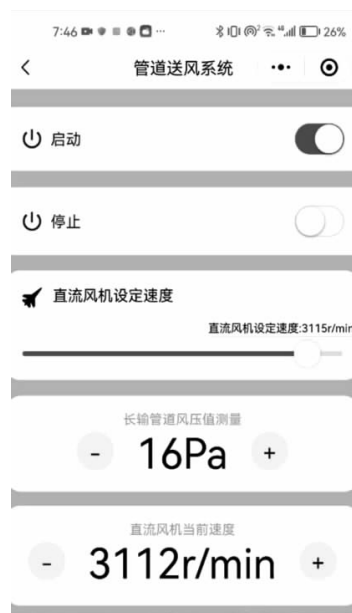 7:46 ... 26%
管道送风系统
启动
停止
直流风机设定速度
直流风机设定速度:3115r/min
长输管道风压值测量
- 16Pa +
直流风机当前速度
- 3112r/min +